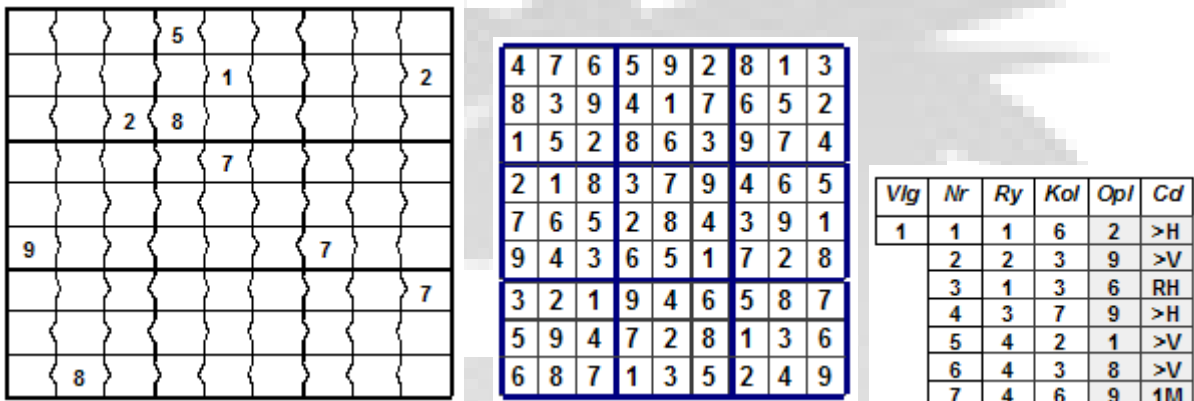 5
1 2
2 8
7
9 7
7
8
4 7 6 5 9 2 8 1 3
8 3 9 4 1 7 6 5 2
1 5 2 8 6 3 9 7 4
2 1 8 3 7 9 4 6 5
7 6 5 2 8 4 3 9 1
9 4 3 6 5 1 7 2 8
3 2 1 9 4 6 5 8 7
5 9 4 7 2 8 1 3 6
6 8 7 1 3 5 2 4 9
Vlg Nr Ry Kol Opl Cd
1 1 1 6 2 >H
2 2 3 9 >V
3 1 3 6 RH
4 3 7 9 >H
5 4 2 1 >V
6 4 3 8 >V
7 4 6 9 1M